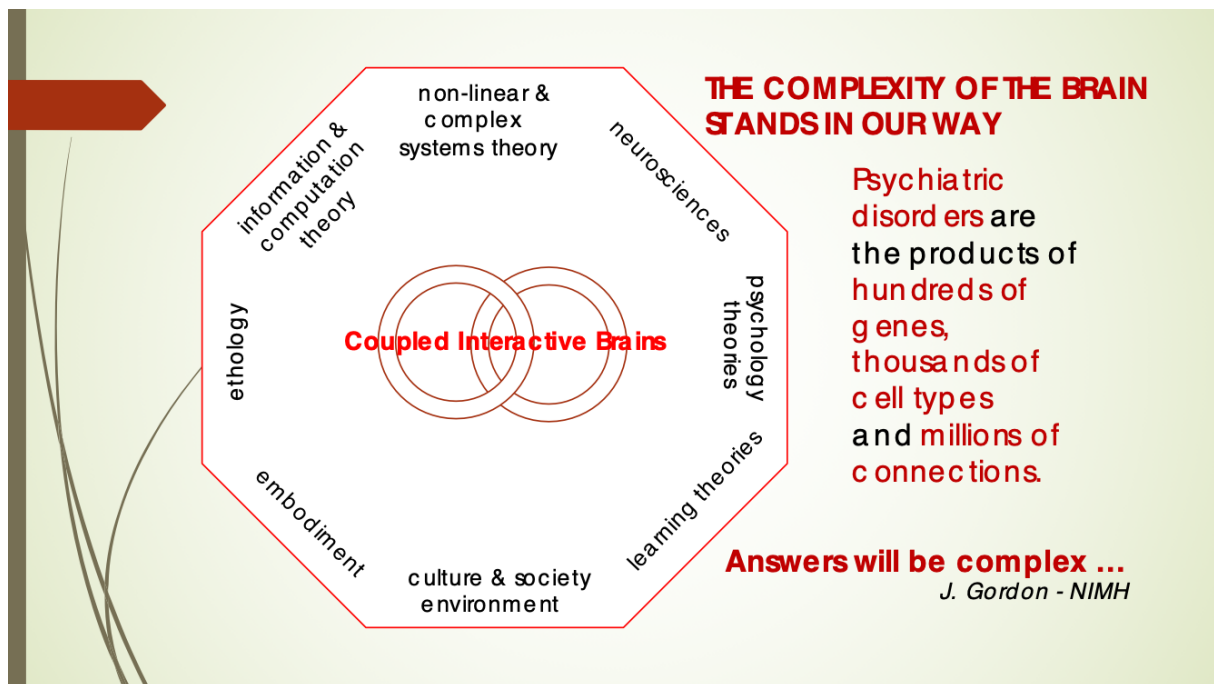 non-linear &
complex
systems theory
neurosciences
psychology
theories
learning theories
culture & society
environment
embodiment
ethology
information &
computation
theory
Coupled Interactive Brains
THE COMPLEXITY OF THE BRAIN
STANDS IN OUR WAY
Psychiatric
disorders are
the products of
hundreds of
genes,
thousands of
cell types
and millions of
connections.
Answers will be complex ...
J. Gordon - NIMH